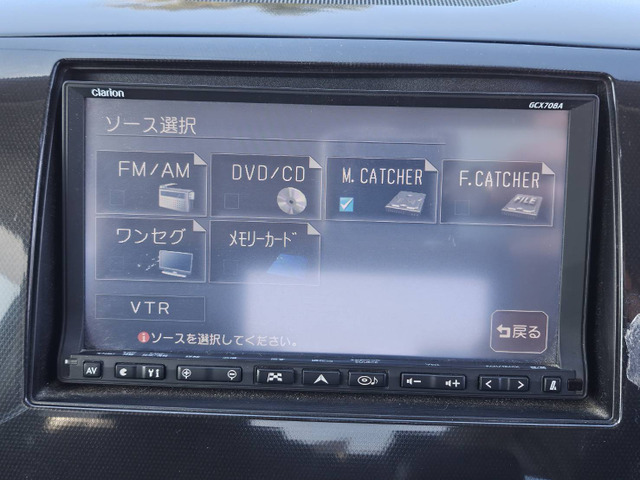 Clarion
GCX708A
ソース選択
FM/AM
DVD/CD
M.CATCHER
F.CATCHER
FILE
ワンセグ
メモリーカード
VTR
ソースを選択してください。
戻る
AV